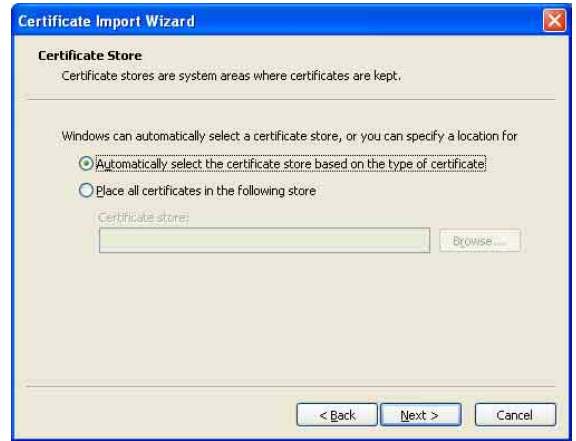 Certificate Import Wizard
Certificate Store
Certificate stores are system areas where certificates are kept.
Windows can automatically select a certificate store, or you can specify a location for
Automatically select the certificate store based on the type of certificate
Place all certificates in the following store
Certificate store:
Browse...
< Back
Next >
Cancel